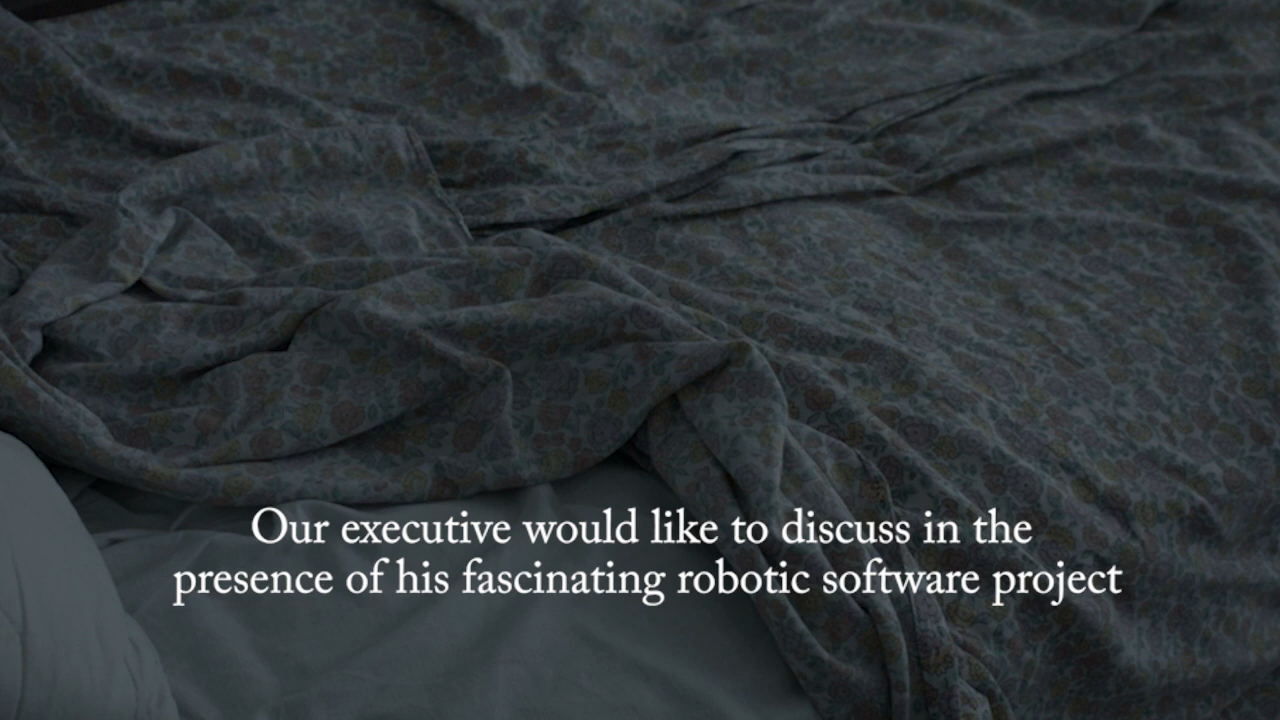 Our executive would like to discuss in the
presence of his fascinating robotic software project